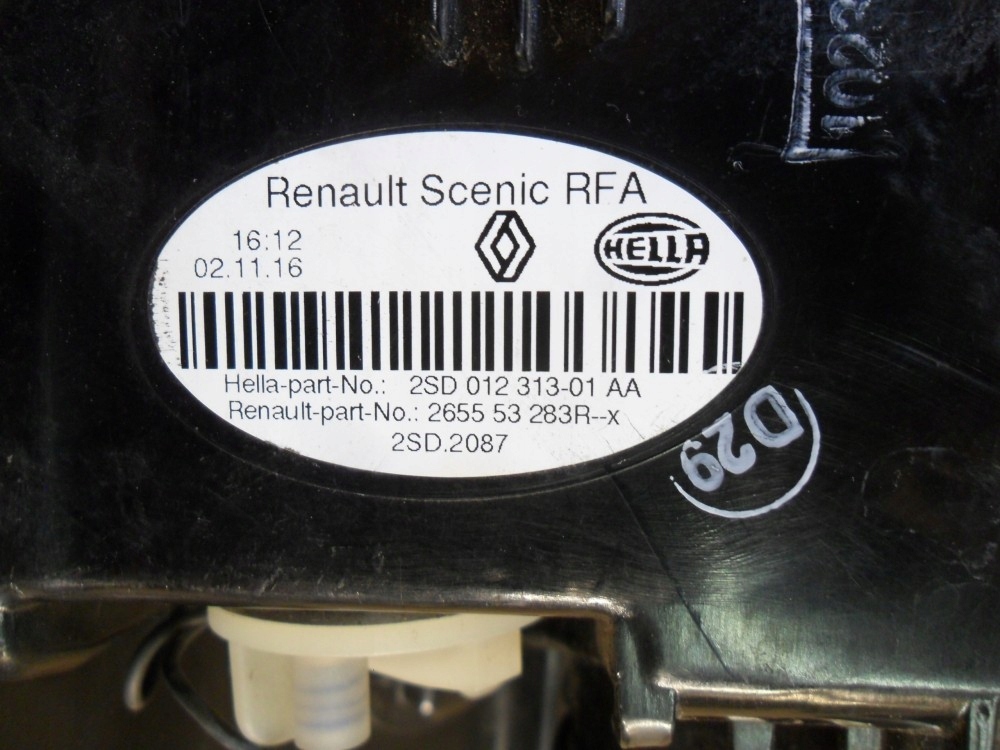 Renault Scenic RFA
16:12
02.11.16
HELLA
Hella-part-No.: 2SD 012 313-01 AA
Renault-part-No.: 2655 53 283R--x
2SD.2087
D29